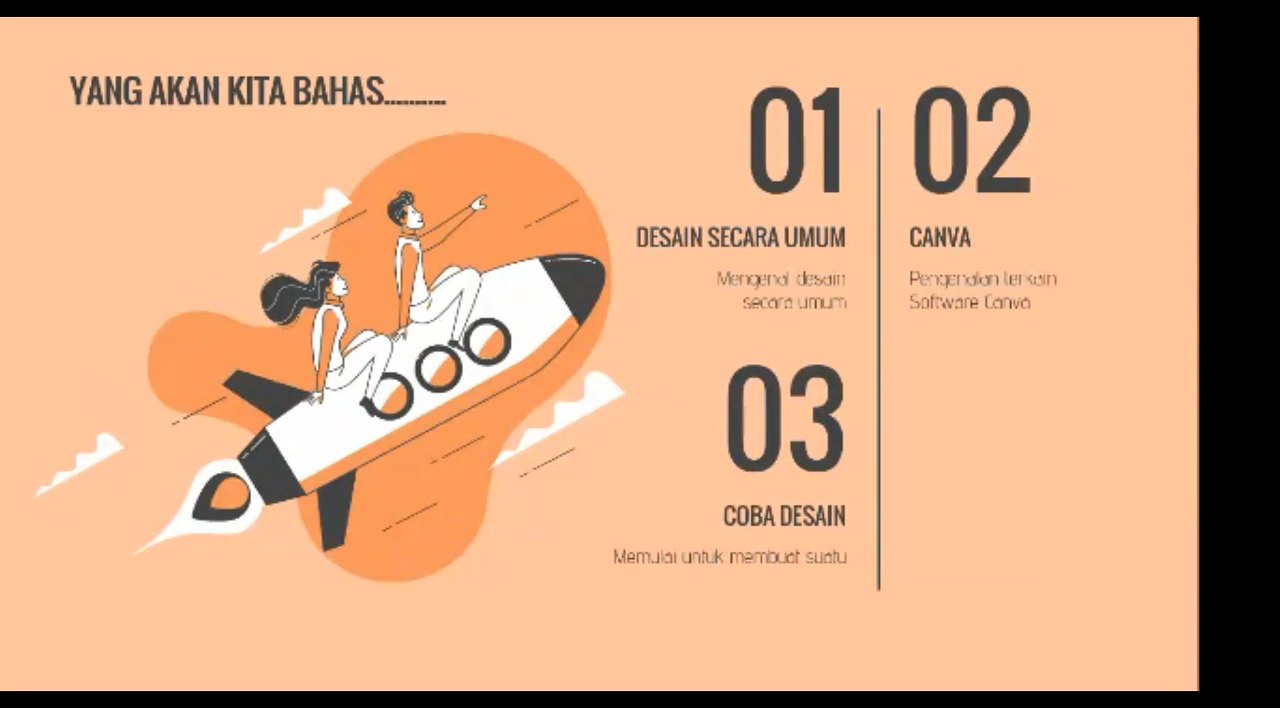 YANG AKAN KITA BAHAS..........
01
DESAIN SECARA UMUM
Mengenal desain
secara umum
02
CANVA
Pengenalan terkain
Software Canva
03
COBA DESAIN
Memulai untuk membuat suatu